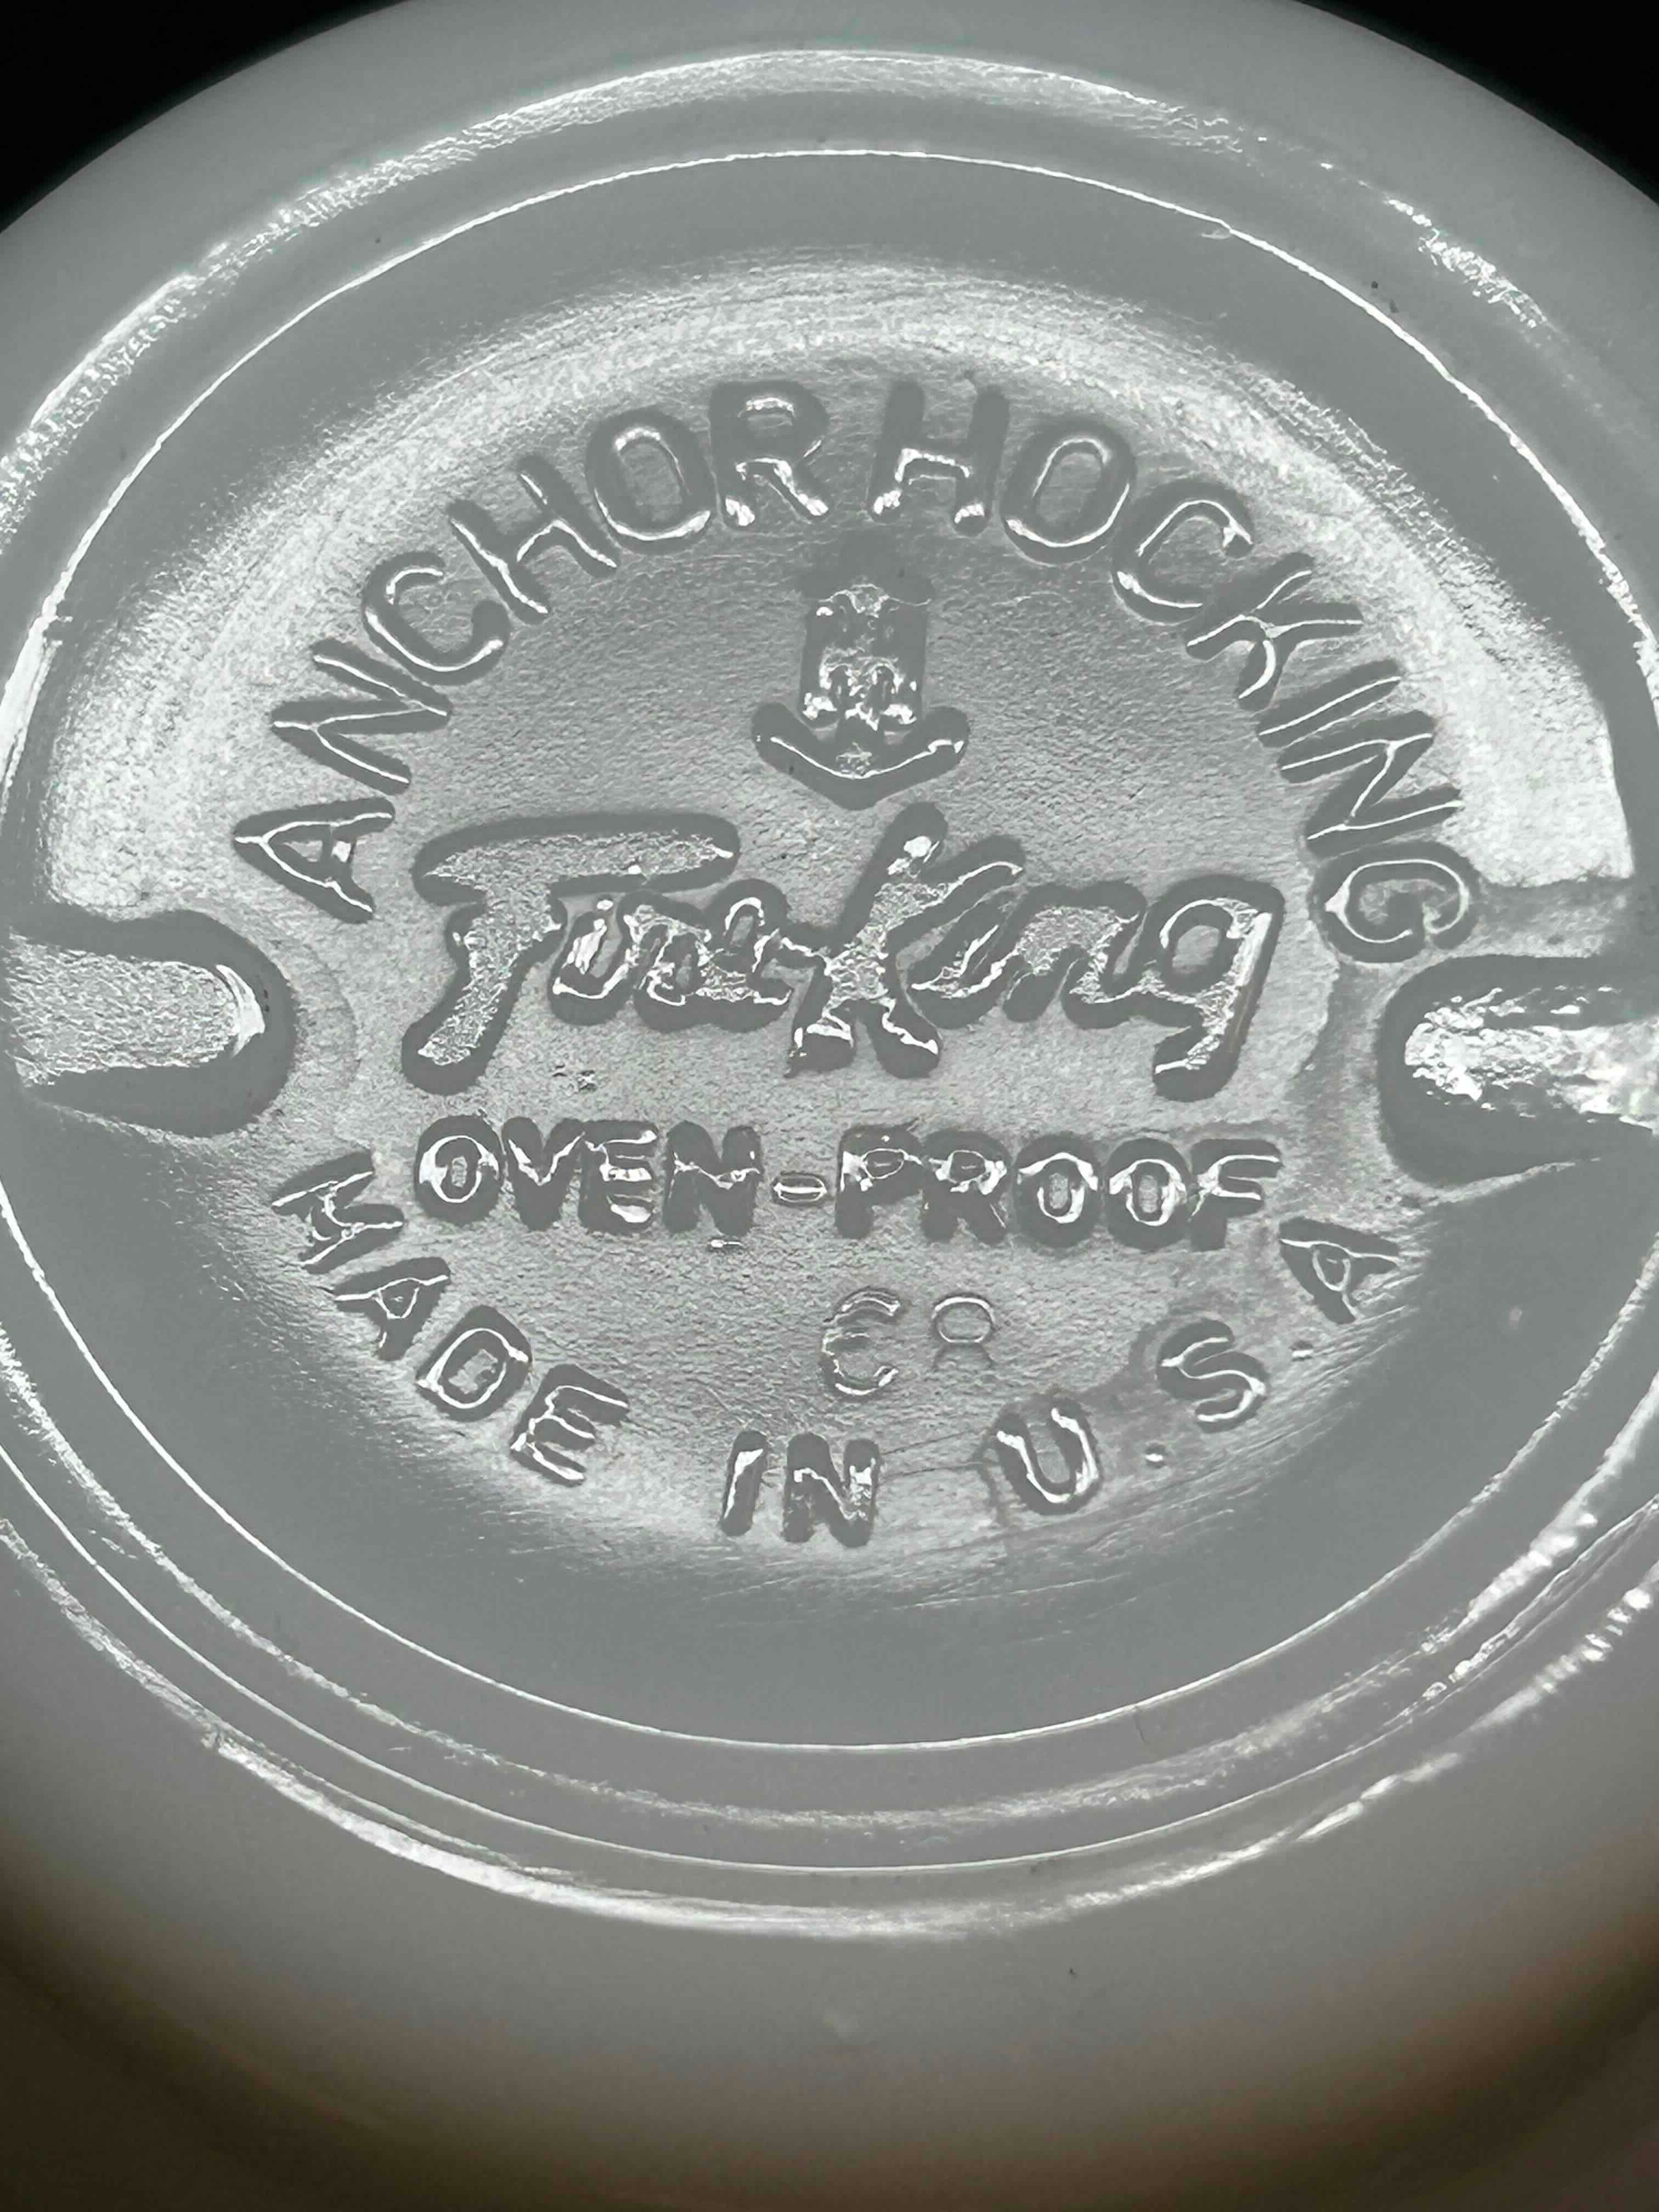 ANCHOR HOCKING
Fire-King
OVEN-PROOF
MADE IN U.S.A